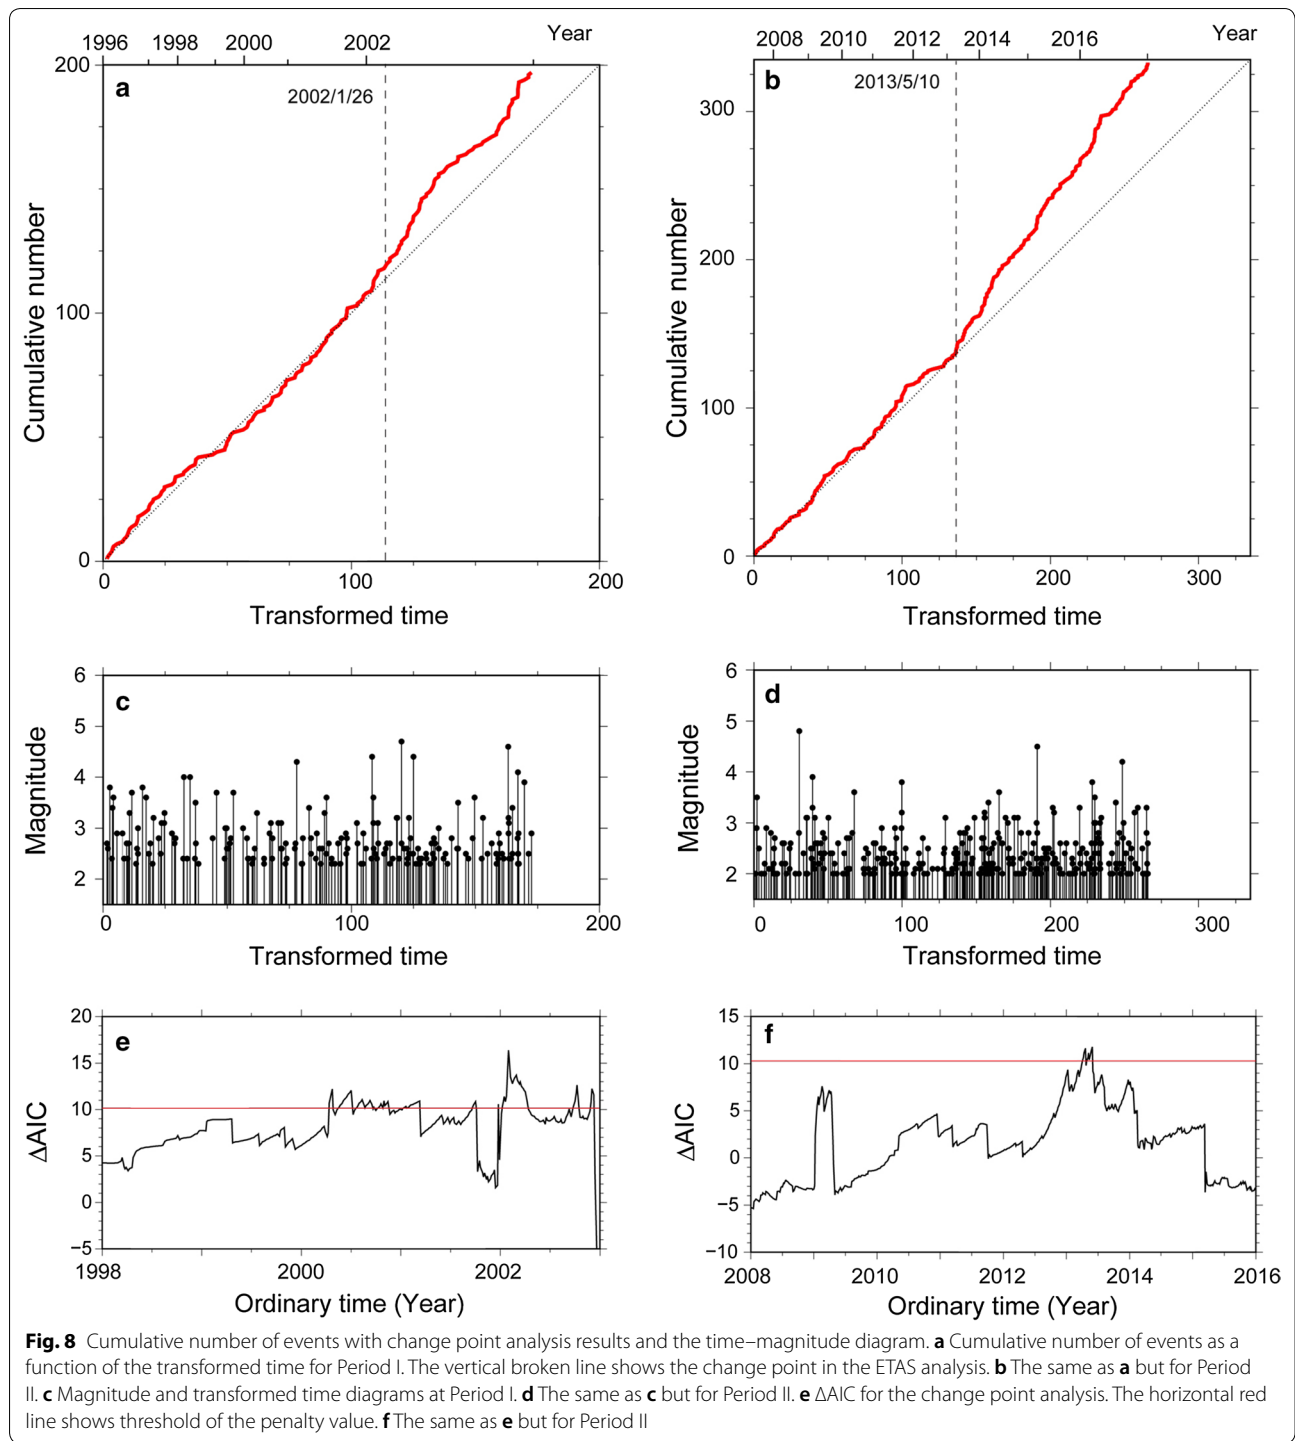 1996 1998 2000 2002 Year
200
a
2002/1/26
100
0
0 100 200
Cumulative number
Transformed time
2008 2010 2012 2014 2016 Year
b
2013/5/10
300
200
100
0
0 100 200 300
Cumulative number
Transformed time
6
5
4
3
2
c
Magnitude
0 100 200
Transformed time
6
5
4
3
2
d
Magnitude
0 100 200 300
Transformed time
20
15
10
5
0
−5
e
ΔAIC
1998 2000 2002
Ordinary time (Year)
15
10
5
0
−5
−10
f
ΔAIC
2008 2010 2012 2014 2016
Ordinary time (Year)
Fig. 8 Cumulative number of events with change point analysis results and the time–magnitude diagram. a Cumulative number of events as a
function of the transformed time for Period I. The vertical broken line shows the change point in the ETAS analysis. b The same as a but for Period
II. c Magnitude and transformed time diagrams at Period I. d The same as c but for Period II. e ΔAIC for the change point analysis. The horizontal red
line shows threshold of the penalty value. f The same as e but for Period II